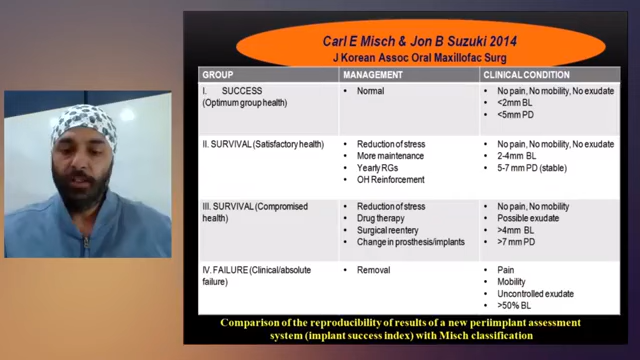 Carl E Misch & Jon B Suzuki 2014
J Korean Assoc Oral Maxillofac Surg
GROUP MANAGEMENT CLINICAL CONDITION
I. SUCCESS
(Optimum group health)
• Normal
• No pain, No mobility, No exudate
• <2mm BL
• <5mm PD
II. SURVIVAL (Satisfactory health)
• Reduction of stress
• More maintenance
• Yearly RGs
• OH Reinforcement
• No pain, No mobility, No exudate
• 2-4mm BL
• 5-7 mm PD (stable)
III. SURVIVAL (Compromised
health)
• Reduction of stress
• Drug therapy
• Surgical reentery
• Change in prosthesis/implants
• No pain, No mobility
• Possible exudate
• >4mm BL
• >7 mm PD
IV. FAILURE (Clinical/absolute
failure)
• Removal
• Pain
• Mobility
• Uncontrolled exudate
• >50% BL
Comparison of the reproducibility of results of a new periimplant assessment
system (implant success index) with Misch classification